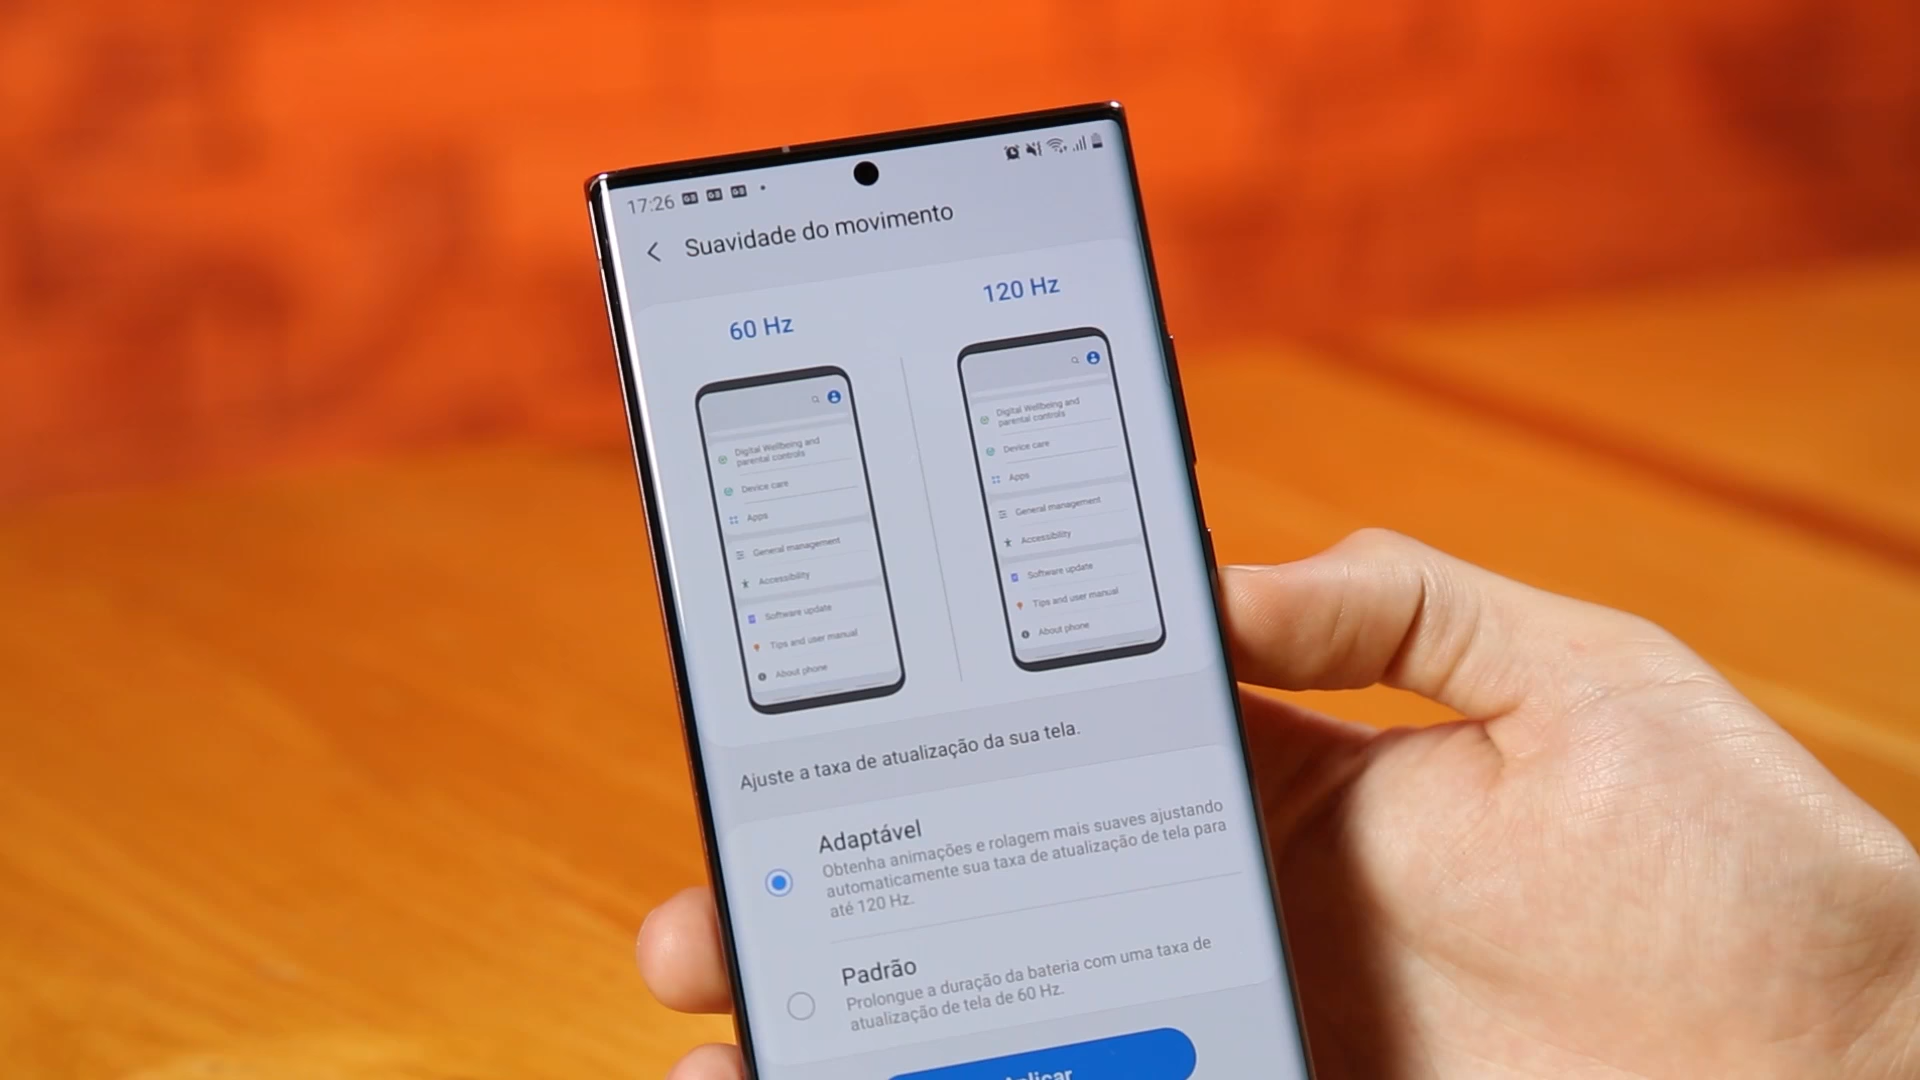 17:26
Suavidade do movimento
60 Hz
120 Hz
Digital Wellbeing and
parental controls
Device care
Apps
General management
Accessibility
Software update
Tips and user manual
About phone
Digital Wellbeing and
parental controls
Device care
Apps
General management
Accessibility
Software update
Tips and user manual
About phone
Ajuste a taxa de atualização da sua tela.
Adaptável
Obtenha animações e rolagem mais suaves ajustando
automaticamente sua taxa de atualização de tela para
até 120 Hz.
Padrão
Prolongue a duração da bateria com uma taxa de
atualização de tela de 60 Hz.
Aplicar